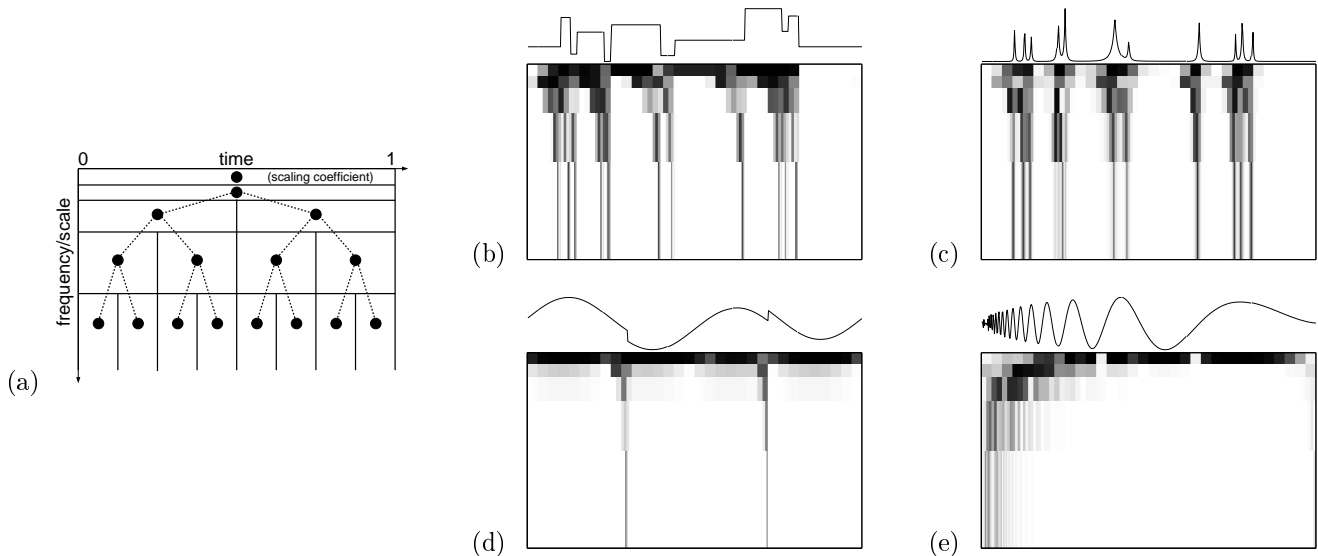 0 time 1
(scaling coefficient)
frequency/scale
(a)
(b)
(c)
(d)
(e)